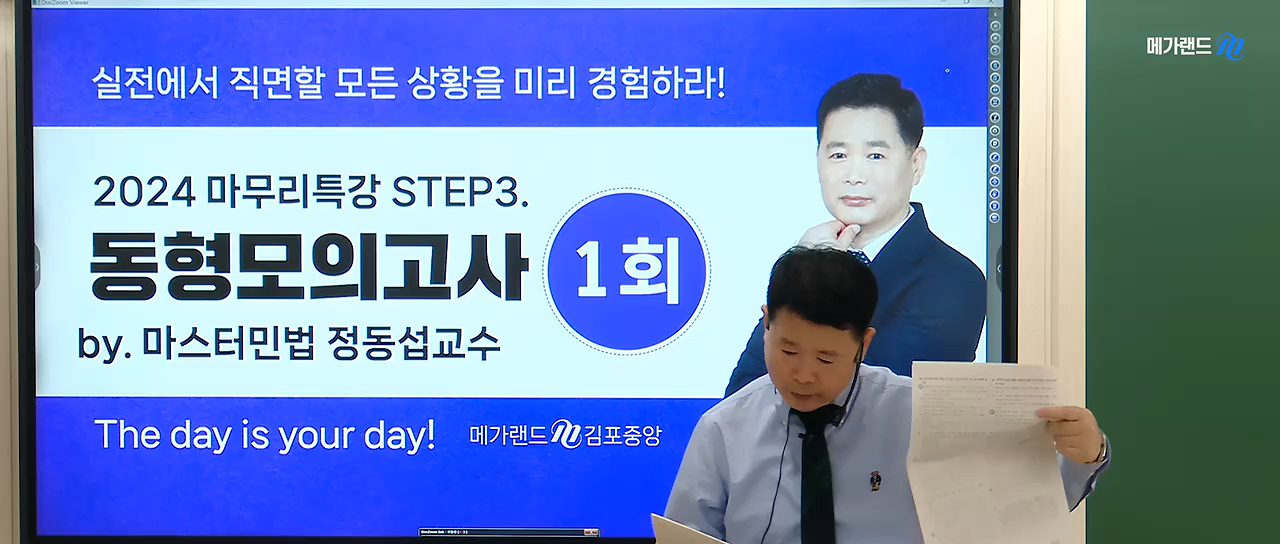 DocZoom Viewer
메가랜드
실전에서 직면할 모든 상황을 미리 경험하라!
2024 마무리특강 STEP3.
동형모의고사 1회
by. 마스터민법 정동섭교수
The day is your day! 메가랜드 김포중앙